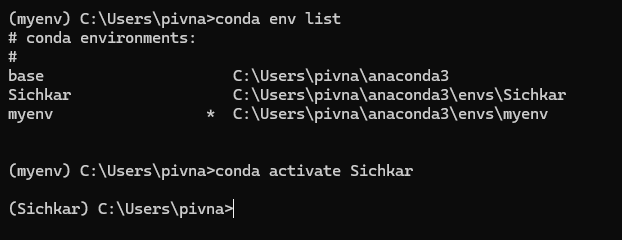 (myenv) C:\Users\pivna>conda env list
# conda environments:
#
base                     C:\Users\pivna\anaconda3
Sichkar                  C:\Users\pivna\anaconda3\envs\Sichkar
myenv                 *  C:\Users\pivna\anaconda3\envs\myenv
(myenv) C:\Users\pivna>conda activate Sichkar
(Sichkar) C:\Users\pivna>